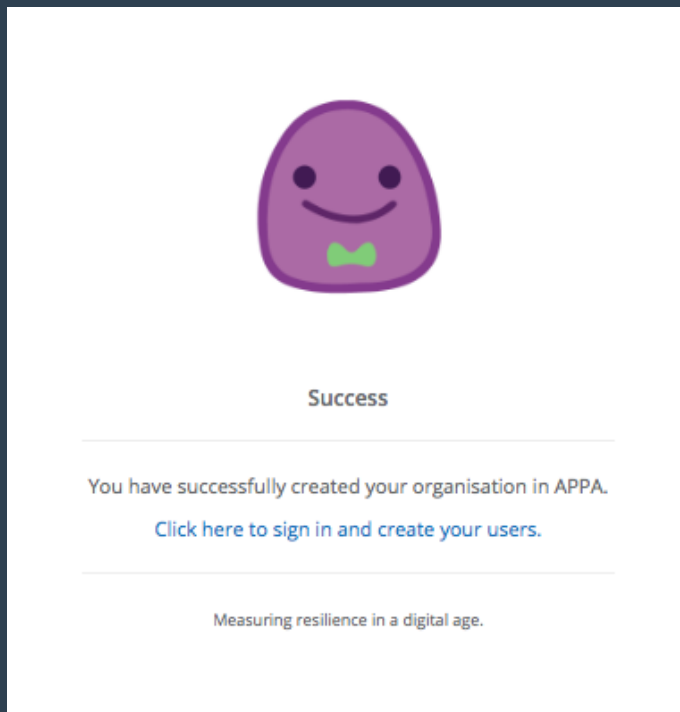 Success
You have successfully created your organisation in APPA.
Click here to sign in and create your users.
Measuring resilience in a digital age.